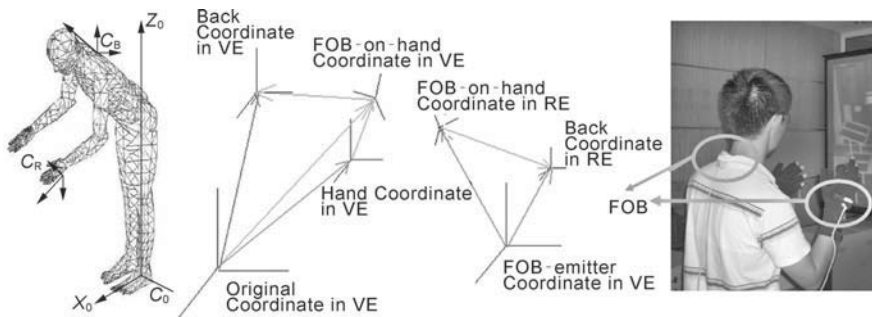 Z0
CB
CR
X0
C0
Back
Coordinate
in VE
FOB-on-hand
Coordinate in VE
Hand Coordinate
in VE
Original
Coordinate in VE
FOB-on-hand
Coordinate in RE
Back
Coordinate
in RE
FOB-emitter
Coordinate in VE
FOB